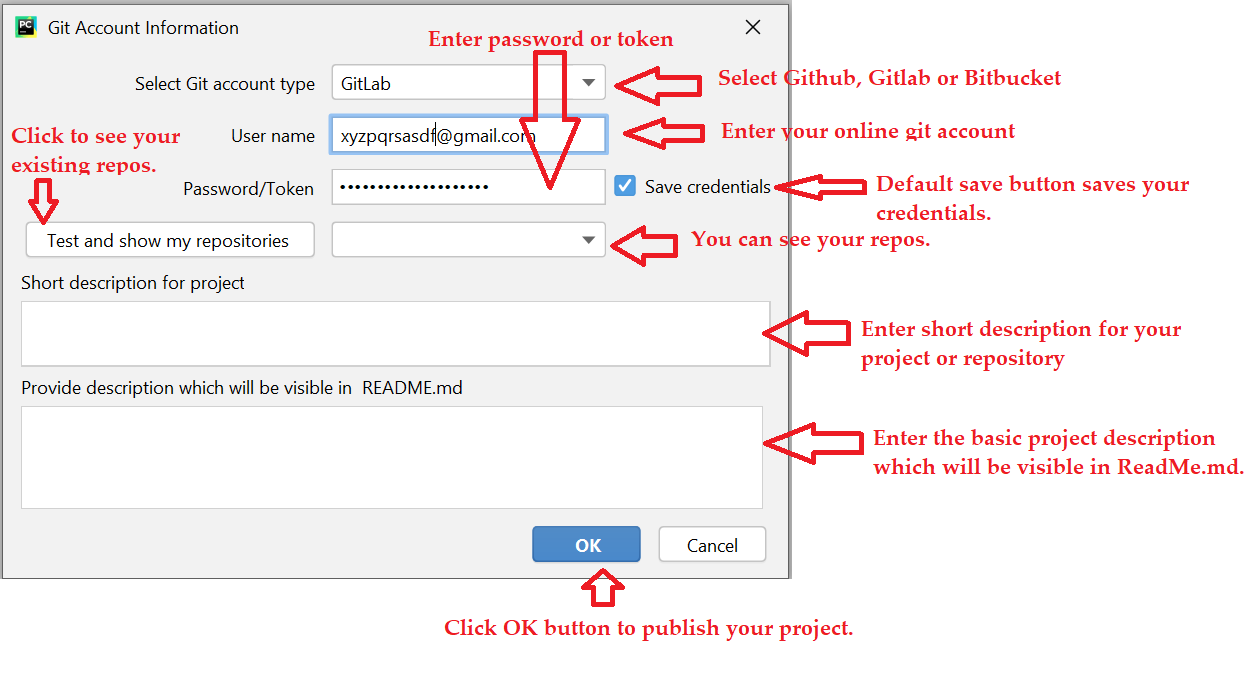 PC
Git Account Information
Enter password or token
Select Git account type
GitLab
Select Github, Gitlab or Bitbucket
Click to see your
existing repos.
User name
xyzpqrsasdf@gmail.com
Enter your online git account
Password/Token
••••••••••••••••••••
Save credentials
Default save button saves your
credentials.
Test and show my repositories
You can see your repos.
Short description for project
Enter short description for your
project or repository
Provide description which will be visible in README.md
Enter the basic project description
which will be visible in ReadMe.md.
OK
Cancel
Click OK button to publish your project.